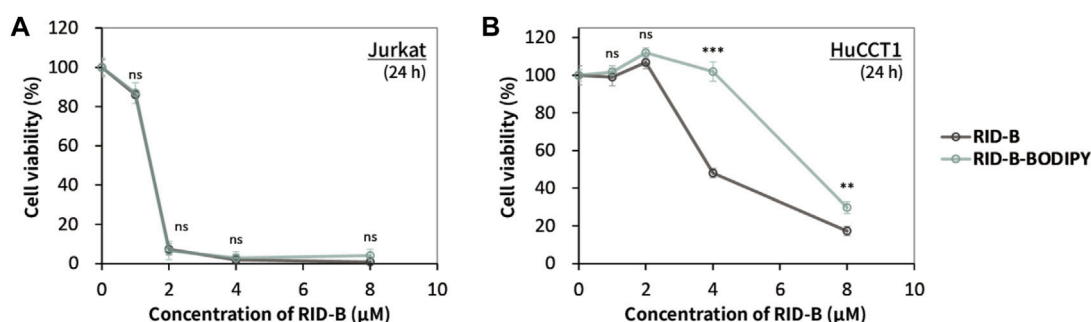 A
Jurkat
(24 h)
120
100
80
60
40
20
0
ns
ns
ns
ns
0 2 4 6 8 10
Cell viability (%)
Concentration of RID-B (μM)
B
HuCCT1
(24 h)
120
100
80
60
40
20
0
ns
ns
***
**
0 2 4 6 8 10
Cell viability (%)
Concentration of RID-B (μM)
RID-B
RID-B-BODIPY